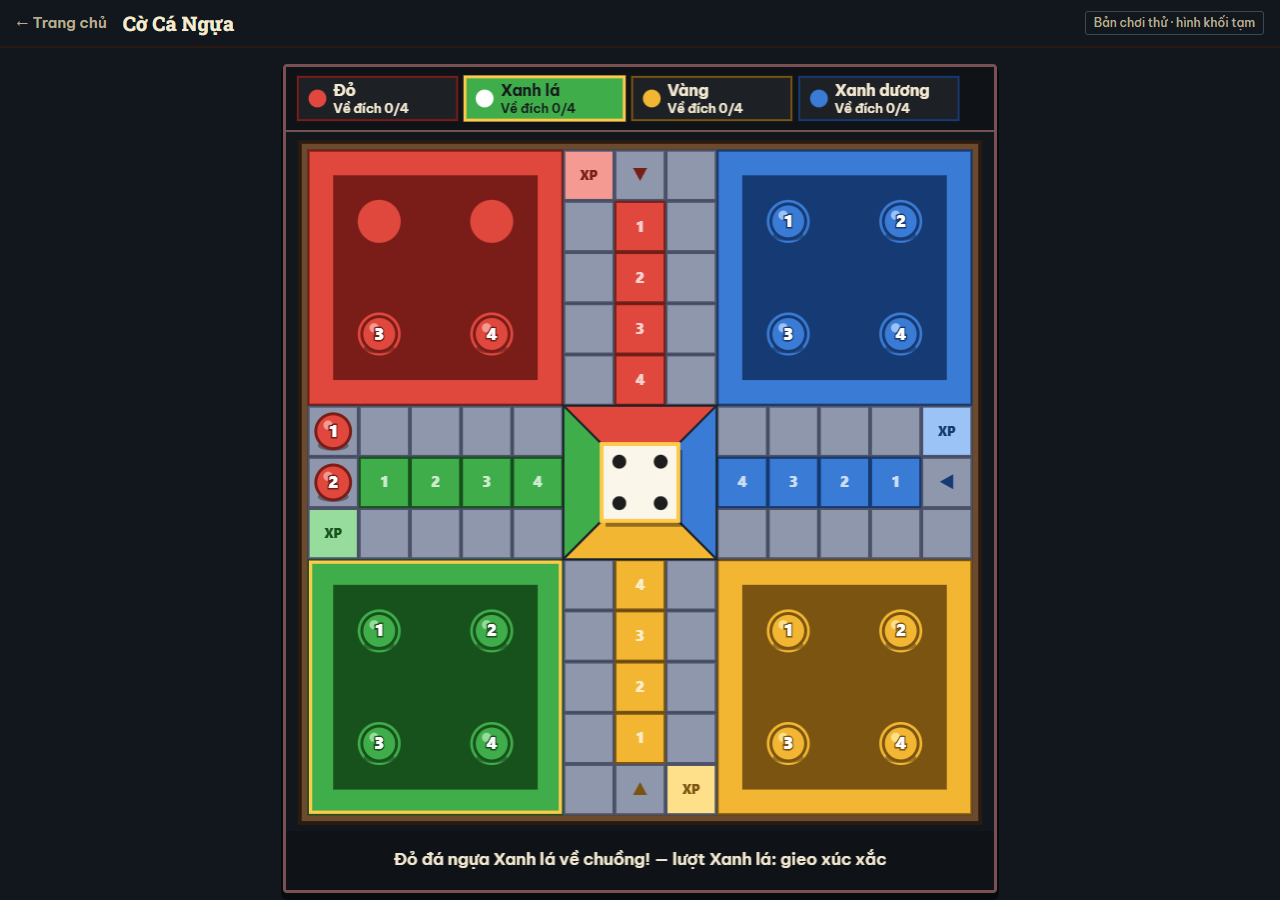 ← Trang chủ Cờ Cá Ngựa Bản chơi thử · hình khối tạm
Đỏ Xanh lá Vàng Xanh dương
Về đích 0/4 Về đích 0/4 Về đích 0/4 Về đích 0/4
XP ▼
1 2
1
2
3 4 3 3 4
4
1 XP
2 1 2 3 4 4 3 2 1 ◀
XP
4
1 2 3 1 2
2
3 4 1 3 4
▲ XP
Đỏ đá ngựa Xanh lá về chuồng! — lượt Xanh lá: gieo xúc xắc